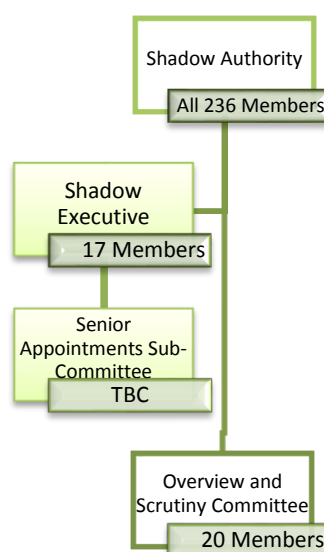 Shadow Authority
All 236 Members
Shadow
Executive
17 Members
Senior
Appointments Sub-
Committee
TBC
Overview and
Scrutiny Committee
20 Members